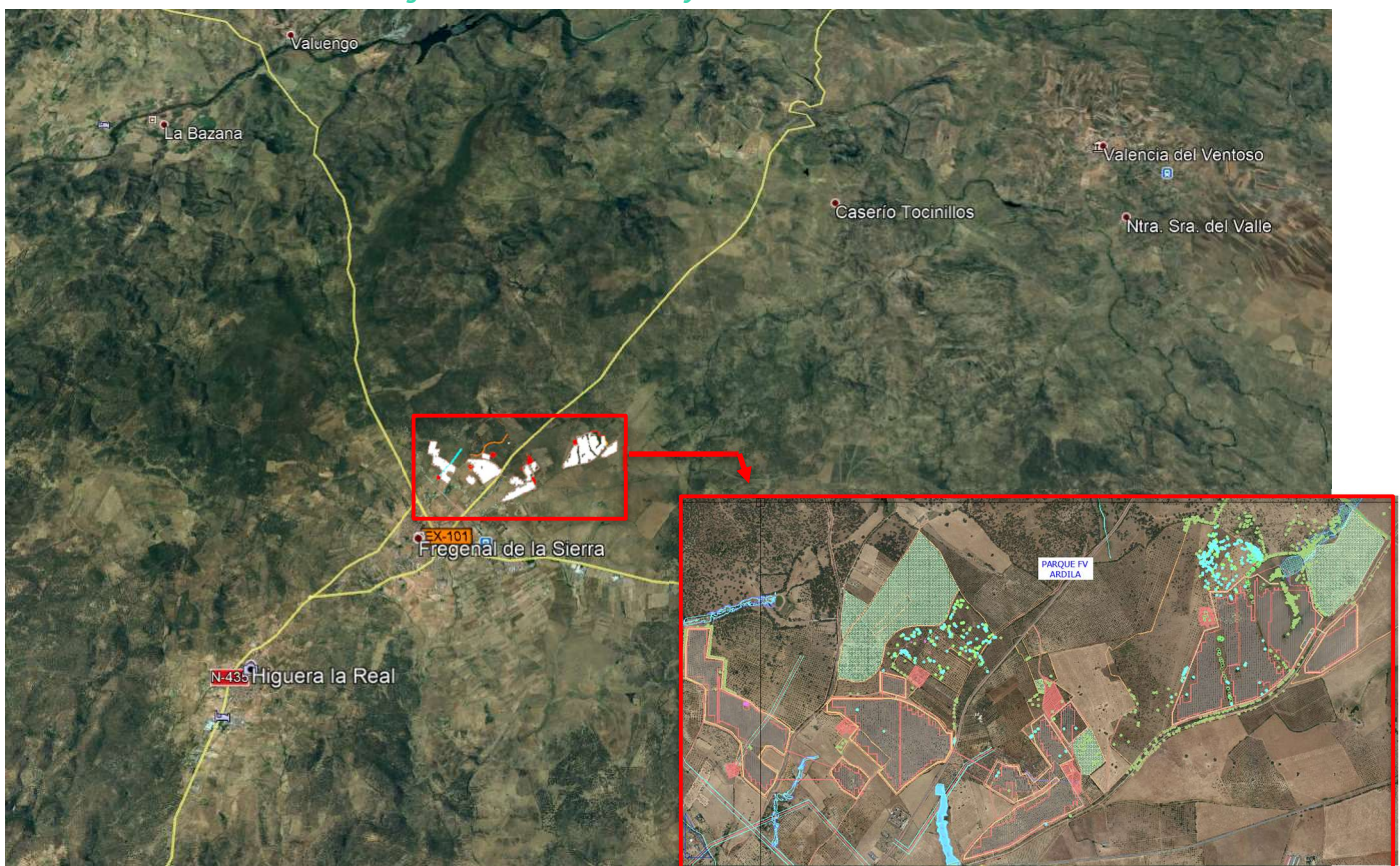 Valuengo
La Bazana
Valencia del Ventoso
Caserío Tocinillos
Ntra. Sra. del Valle
EX-101
Fregenal de la Sierra
PARQUE FV
ARDILA
N-435
Higuera la Real